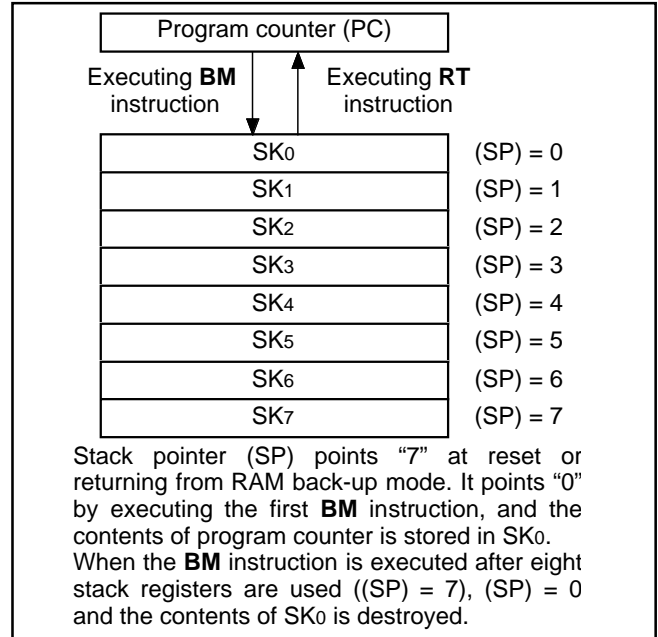 Program counter (PC)
Executing BM
instruction
Executing RT
instruction
SK0
(SP) = 0
SK1
(SP) = 1
SK2
(SP) = 2
SK3
(SP) = 3
SK4
(SP) = 4
SK5
(SP) = 5
SK6
(SP) = 6
SK7
(SP) = 7
Stack pointer (SP) points “7” at reset or
returning from RAM back-up mode. It points “0”
by executing the first BM instruction, and the
contents of program counter is stored in SK0.
When the BM instruction is executed after eight
stack registers are used ((SP) = 7), (SP) = 0
and the contents of SK0 is destroyed.